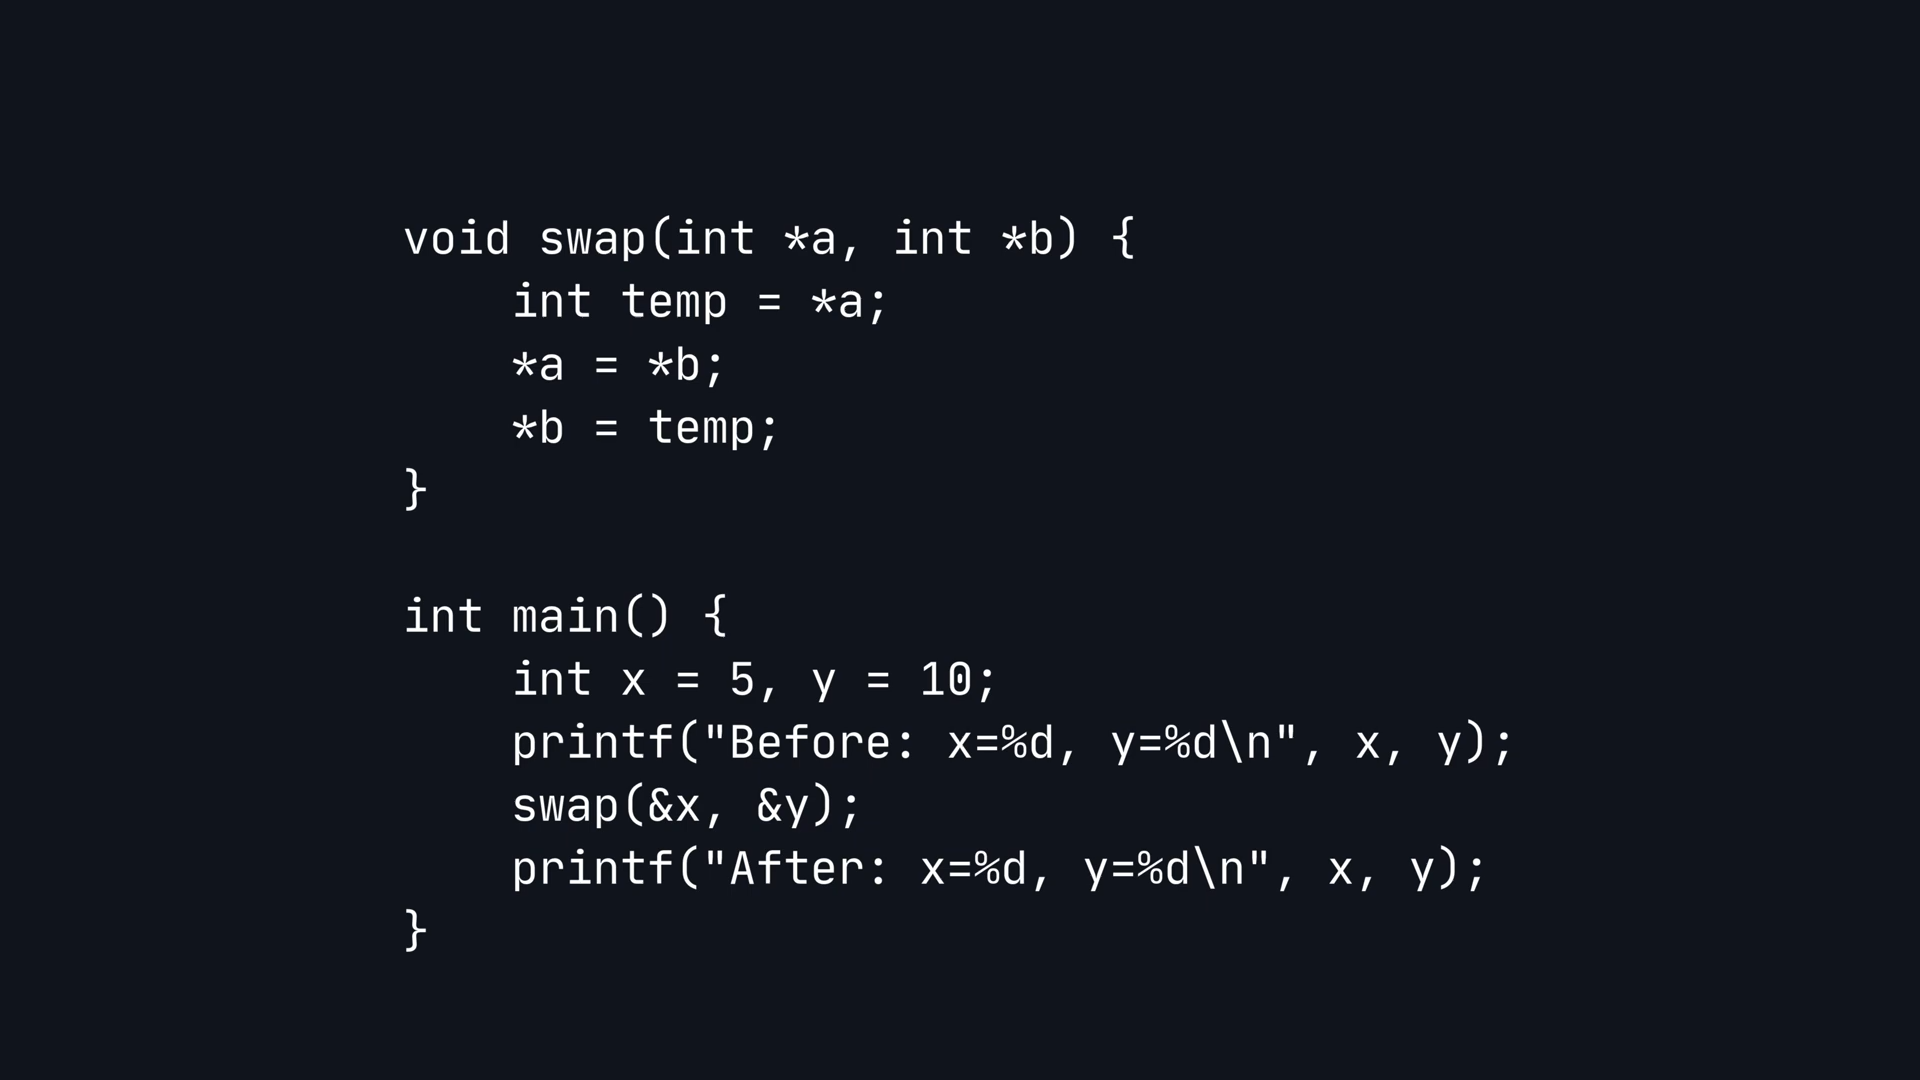 void swap(int *a, int *b) {
    int temp = *a;
    *a = *b;
    *b = temp;
}

int main() {
    int x = 5, y = 10;
    printf("Before: x=%d, y=%d\n", x, y);
    swap(&x, &y);
    printf("After: x=%d, y=%d\n", x, y);
}